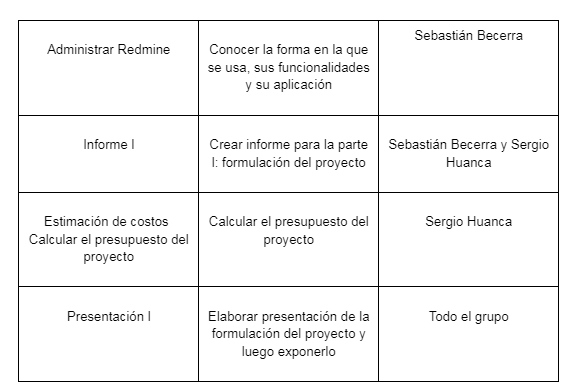 Administrar Redmine
Conocer la forma en la que
se usa, sus funcionalidades
y su aplicación
Sebastián Becerra
Informe I
Crear informe para la parte
I: formulación del proyecto
Sebastián Becerra y Sergio
Huanca
Estimación de costos
Calcular el presupuesto del
proyecto
Calcular el presupuesto del
proyecto
Sergio Huanca
Presentación I
Elaborar presentación de la
formulación del proyecto y
luego exponerlo
Todo el grupo